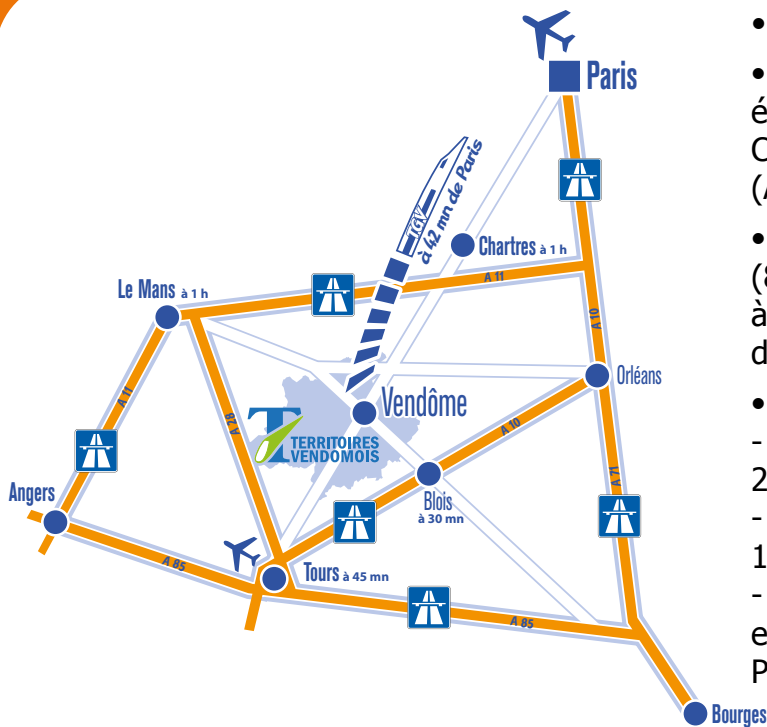 Paris
TGV
à 42 mn de Paris
Chartres à 1 h
Le Mans à 1 h
A 11
A 10
Orléans
Vendôme
A 11
A 28
TERRITOIRES
VENDOMOIS
A 10
A 71
Angers
Blois
à 30 mn
A 85
Tours à 45 mn
A 85
Bourges
•
•
é
C
(A
•
(8
à
d
•
-
2
-
1
-
e
P